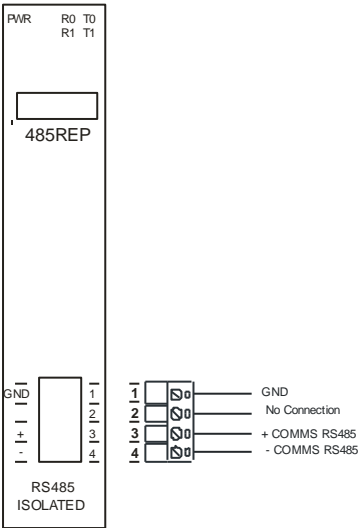 PWR R0 T0
R1 T1
485REP
GND 1
2
+ 3
- 4
RS485
ISOLATED
1 GND
2 No Connection
3 + COMMS RS485
4 - COMMS RS485